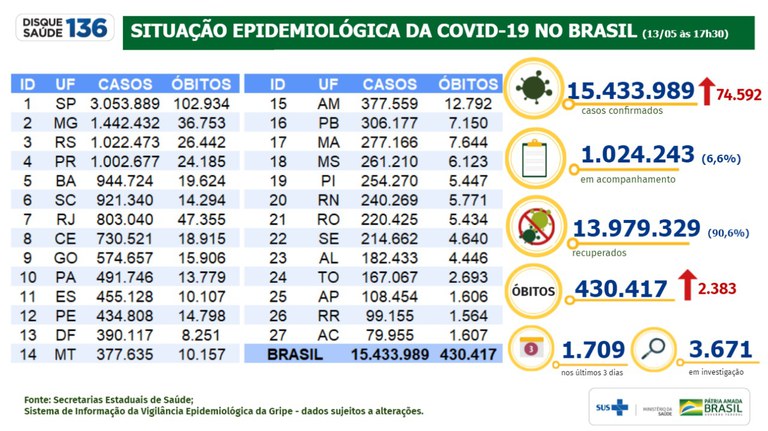 DISQUE
SAÚDE 136
SITUAÇÃO EPIDEMIOLÓGICA DA COVID-19 NO BRASIL (13/05 às 17h30)
ID UF CASOS ÓBITOS
1 SP 3.053.889 102.934
2 MG 1.442.432 36.753
3 RS 1.022.473 26.442
4 PR 1.002.677 24.185
5 BA 944.724 19.624
6 SC 921.340 14.294
7 RJ 803.040 47.355
8 CE 730.521 18.915
9 GO 574.657 15.906
10 PA 491.746 13.779
11 ES 455.128 10.107
12 PE 434.808 14.798
13 DF 390.117 8.251
14 MT 377.635 10.157
ID UF CASOS ÓBITOS
15 AM 377.559 12.792
16 PB 306.177 7.150
17 MA 277.166 7.644
18 MS 261.210 6.123
19 PI 254.270 5.447
20 RN 240.269 5.771
21 RO 220.425 5.434
22 SE 214.662 4.640
23 AL 182.433 4.446
24 TO 167.067 2.693
25 AP 108.454 1.606
26 RR 99.155 1.564
27 AC 79.955 1.607
BRASIL 15.433.989 430.417
15.433.989 74.592
casos confirmados
1.024.243 (6,6%)
em acompanhamento
13.979.329 (90,6%)
recuperados
ÓBITOS 430.417 2.383
3 1.709
nos últimos 3 dias
3.671
em investigação
Fonte: Secretarias Estaduais de Saúde;
Sistema de Informação da Vigilância Epidemiológica da Gripe - dados sujeitos a alterações.
SUS
MINISTÉRIO DA
SAÚDE
PÁTRIA AMADA
BRASIL
GOVERNO FEDERAL